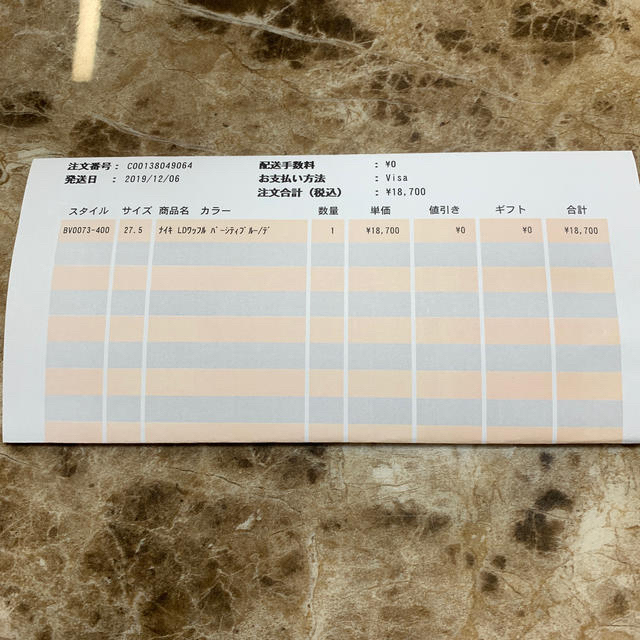 注文番号 : C00138049064 配送手数料 : ¥0
発送日 : 2019/12/06 お支払い方法 : Visa
注文合計（税込） : ¥18,700
スタイル サイズ 商品名 カラー 数量 単価 値引き ギフト 合計
BV0073-400 27.5 ﾅｲｷ LDﾜｯﾌﾙ ﾊﾞｰｼﾃｨﾌﾞﾙｰ/ﾃﾞ 1 ¥18,700 ¥0 ¥0 ¥18,700